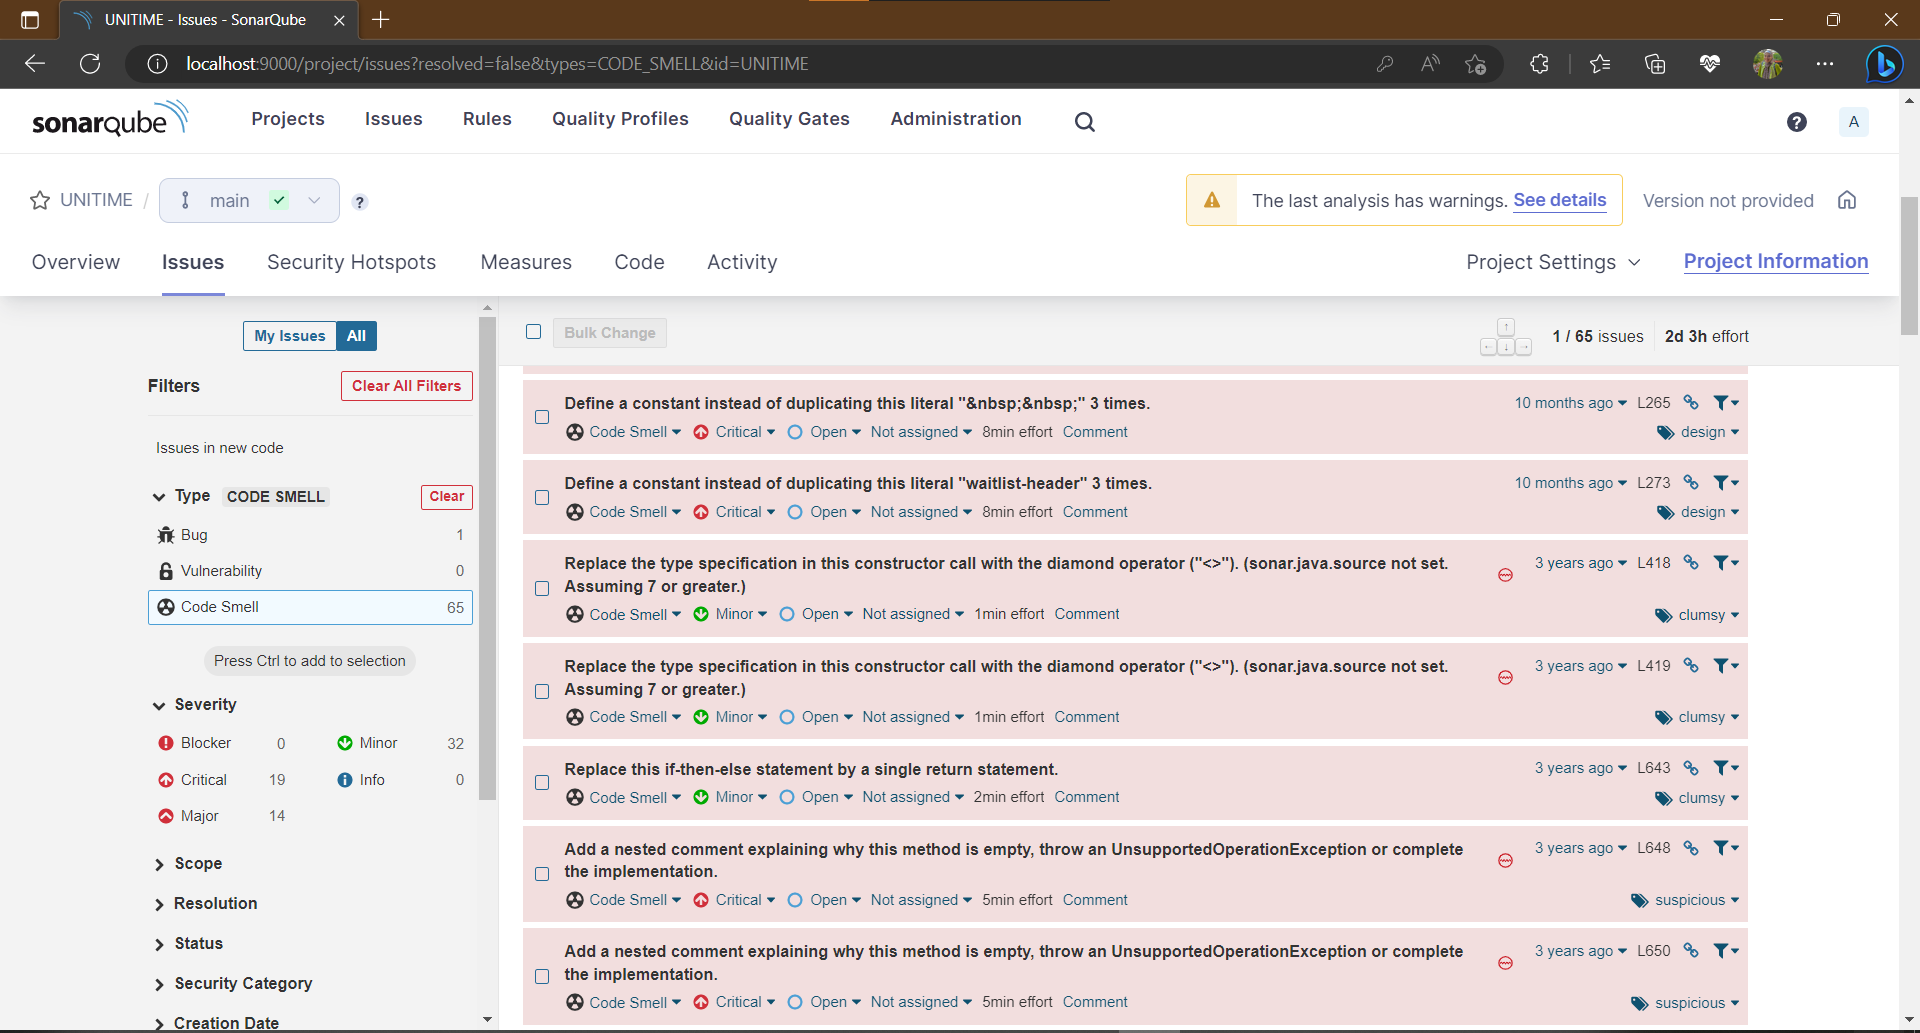 UNITIME - Issues - SonarQube
localhost:9000/project/issues?resolved=false&types=CODE_SMELL&id=UNITIME
sonarqube
Projects
Issues
Rules
Quality Profiles
Quality Gates
Administration
?
A
UNITIME /
main
?
The last analysis has warnings. See details
Version not provided
Overview
Issues
Security Hotspots
Measures
Code
Activity
Project Settings
Project Information
My Issues
All
Filters
Clear All Filters
Issues in new code
Type CODE SMELL
Clear
Bug 1
Vulnerability 0
Code Smell 65
Press Ctrl to add to selection
Severity
Blocker 0
Minor 32
Critical 19
Info 0
Major 14
Scope
Resolution
Status
Security Category
Creation Date
Bulk Change
1 / 65 issues
2d 3h effort
Define a constant instead of duplicating this literal "&nbsp;&nbsp;" 3 times.
10 months ago L265
Code Smell Critical Open Not assigned 8min effort Comment
design
Define a constant instead of duplicating this literal "waitlist-header" 3 times.
10 months ago L273
Code Smell Critical Open Not assigned 8min effort Comment
design
Replace the type specification in this constructor call with the diamond operator ("<>"). (sonar.java.source not set.
Assuming 7 or greater.)
3 years ago L418
Code Smell Minor Open Not assigned 1min effort Comment
clumsy
Replace the type specification in this constructor call with the diamond operator ("<>"). (sonar.java.source not set.
Assuming 7 or greater.)
3 years ago L419
Code Smell Minor Open Not assigned 1min effort Comment
clumsy
Replace this if-then-else statement by a single return statement.
3 years ago L643
Code Smell Minor Open Not assigned 2min effort Comment
clumsy
Add a nested comment explaining why this method is empty, throw an UnsupportedOperationException or complete
the implementation.
3 years ago L648
Code Smell Critical Open Not assigned 5min effort Comment
suspicious
Add a nested comment explaining why this method is empty, throw an UnsupportedOperationException or complete
the implementation.
3 years ago L650
Code Smell Critical Open Not assigned 5min effort Comment
suspicious